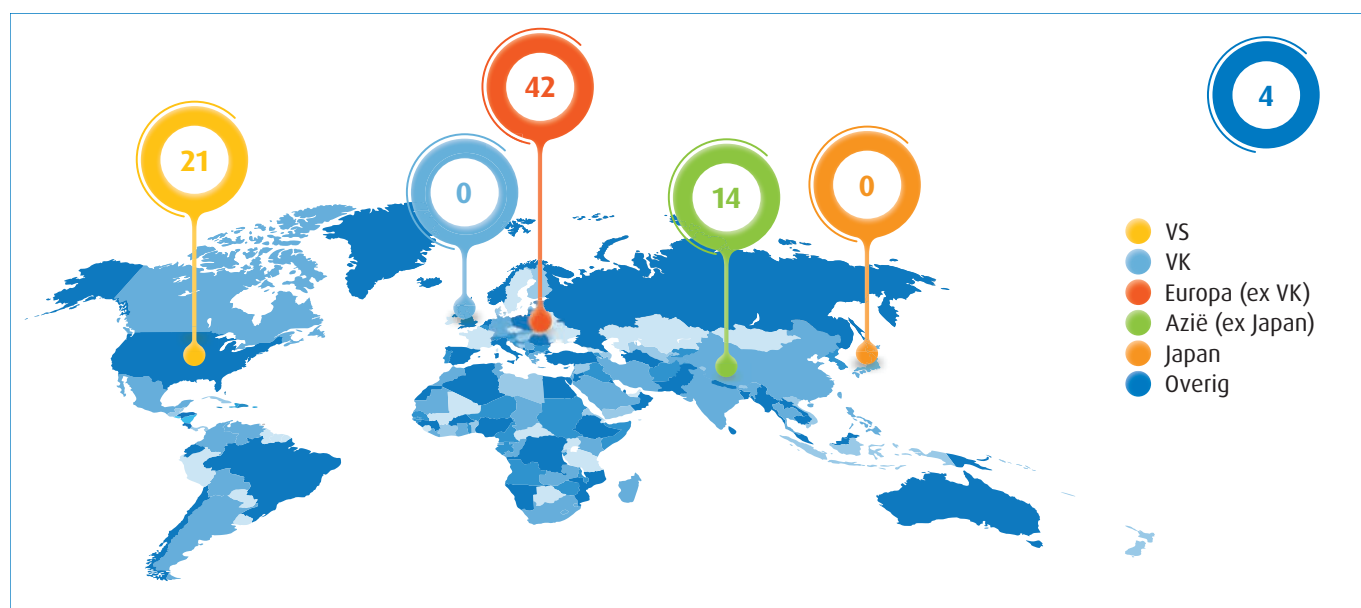 42
4
21
0
14
0
VS
VK
Europa (ex VK)
Azië (ex Japan)
Japan
Overig